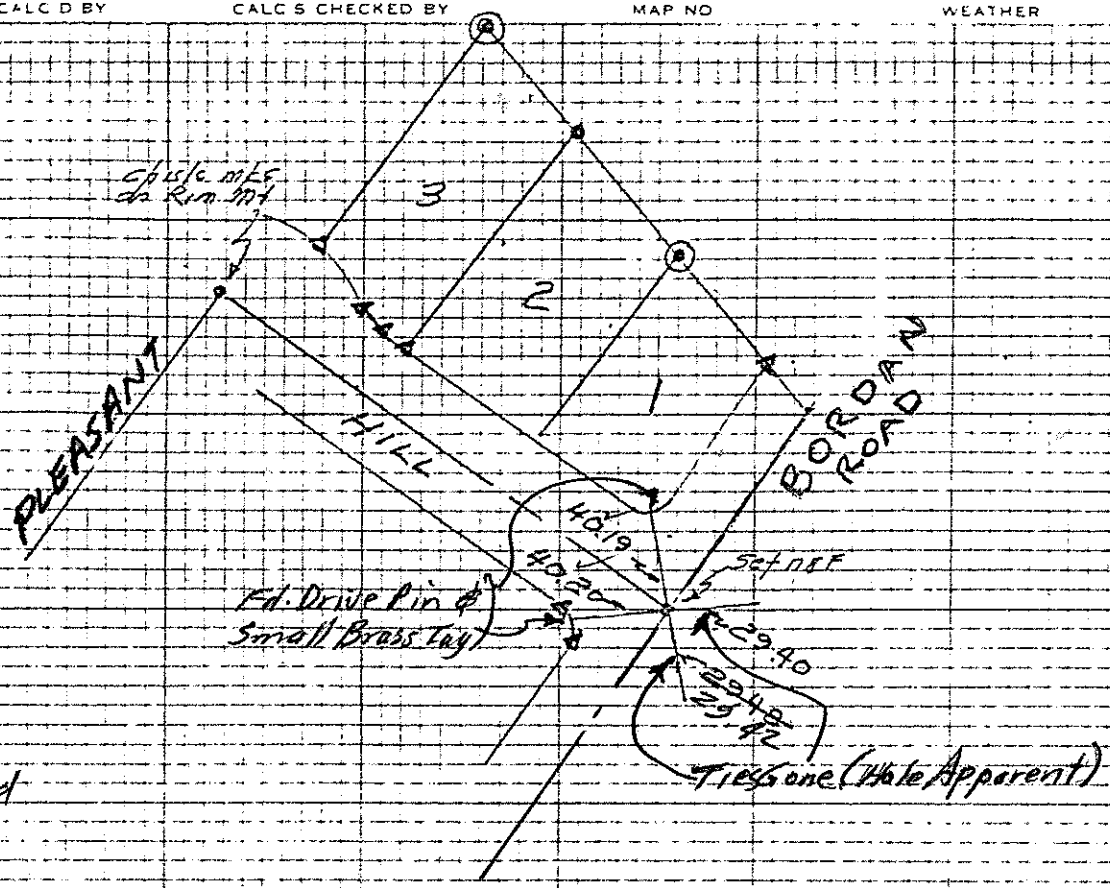 CALC D BY CALC S CHECKED BY MAP NO WEATHER
3
2
1
PLEASANT
HILL
BORDAN
ROAD
40.19
40.20
Set n&F
Fd. Drive Pin &
Small Brass Tag
29.40
29.40
29.42
Ties Gone (Hole Apparent)